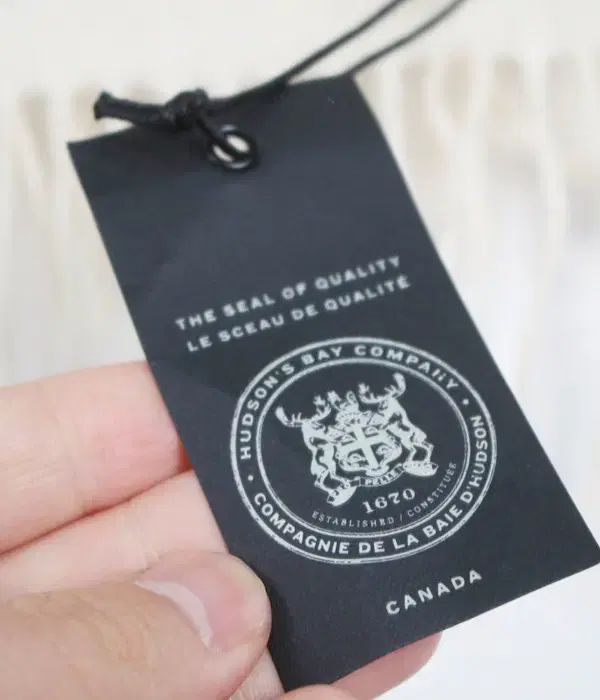 THE SEAL OF QUALITY
LE SCEAU DE QUALITÉ
HUDSON'S BAY COMPANY
PELLE
1670
ESTABLISHED / CONSTITUÉE
• COMPAGNIE DE LA BAIE D'HUDSON •
CANADA